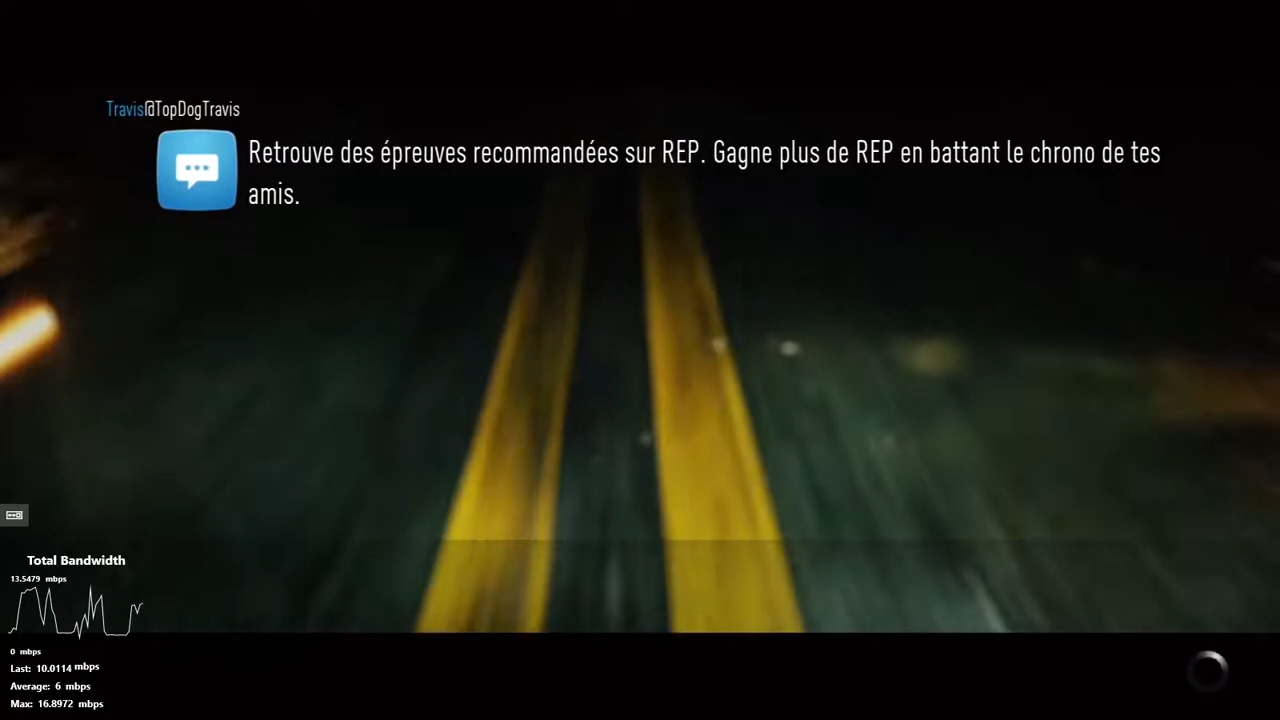 Travis@TopDogTravis
Retrouve des épreuves recommandées sur REP. Gagne plus de REP en battant le chrono de tes
amis.
Total Bandwidth
13.5479 mbps
0 mbps
Last: 10.0114 mbps
Average: 6 mbps
Max: 16.8972 mbps